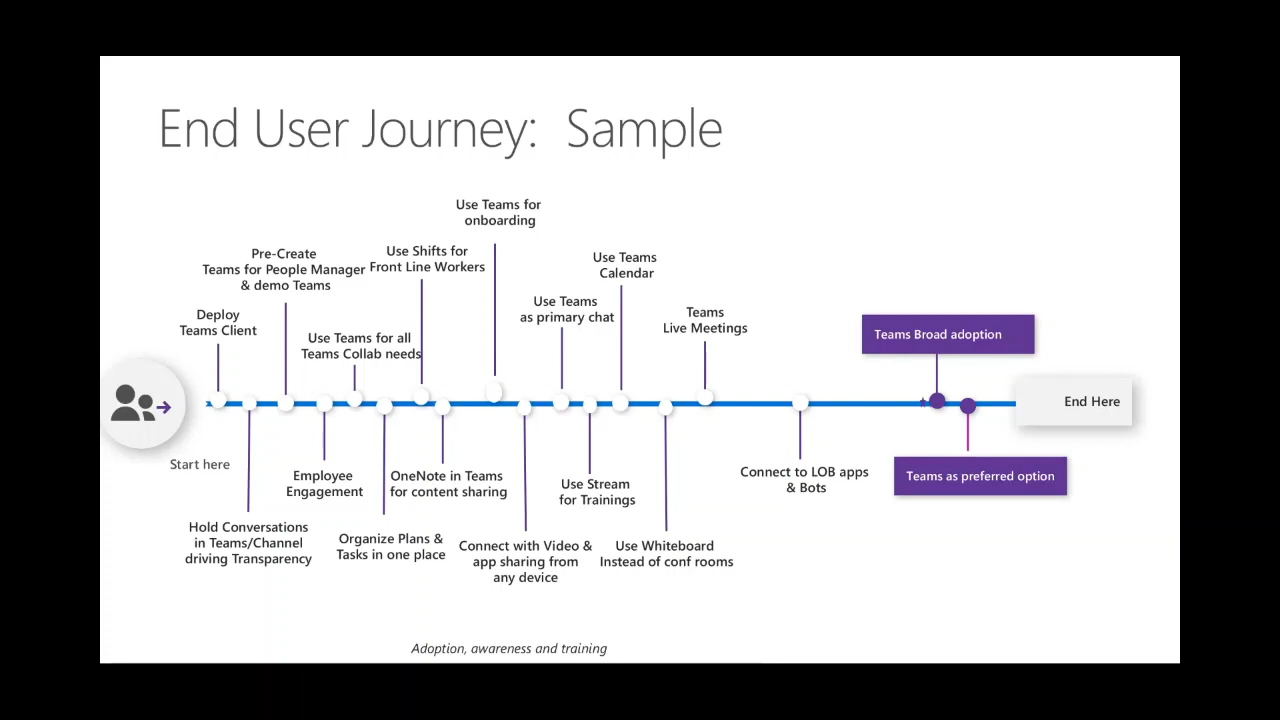 End User Journey: Sample
Use Teams for
onboarding
Pre-Create
Teams for People Manager
& demo Teams
Use Shifts for
Front Line Workers
Use Teams
Calendar
Deploy
Teams Client
Use Teams for all
Teams Collab needs
Use Teams
as primary chat
Teams
Live Meetings
Teams Broad adoption
End Here
Start here
Employee
Engagement
OneNote in Teams
for content sharing
Use Stream
for Trainings
Connect to LOB apps
& Bots
Teams as preferred option
Hold Conversations
in Teams/Channel
driving Transparency
Organize Plans &
Tasks in one place
Connect with Video &
app sharing from
any device
Use Whiteboard
Instead of conf rooms
Adoption, awareness and training